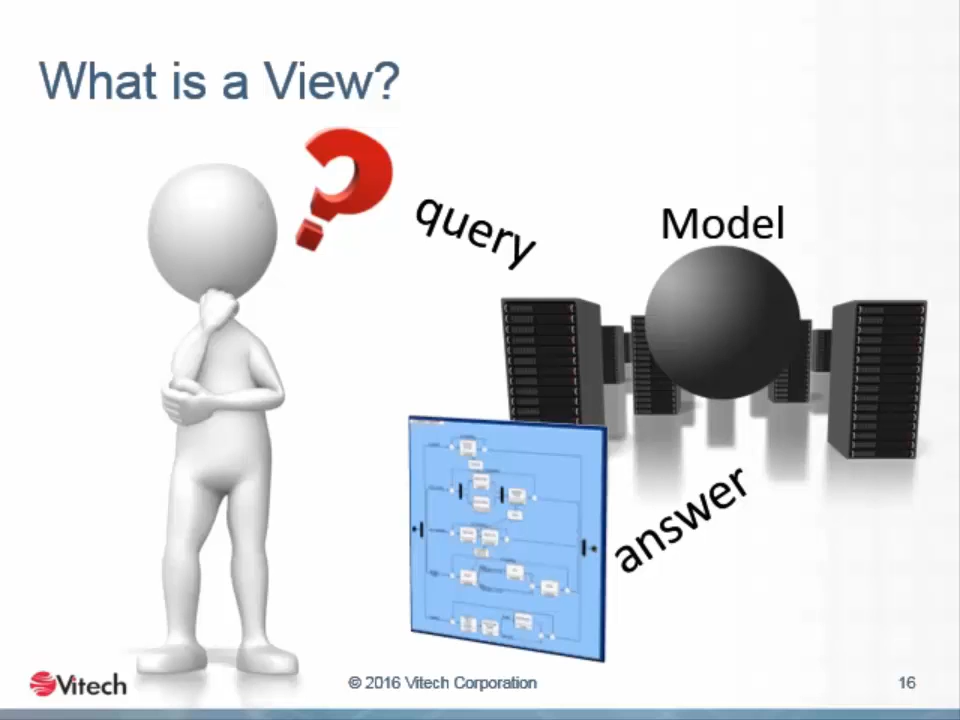 What is a View?
query
Model
answer
Vitech
© 2016 Vitech Corporation
16